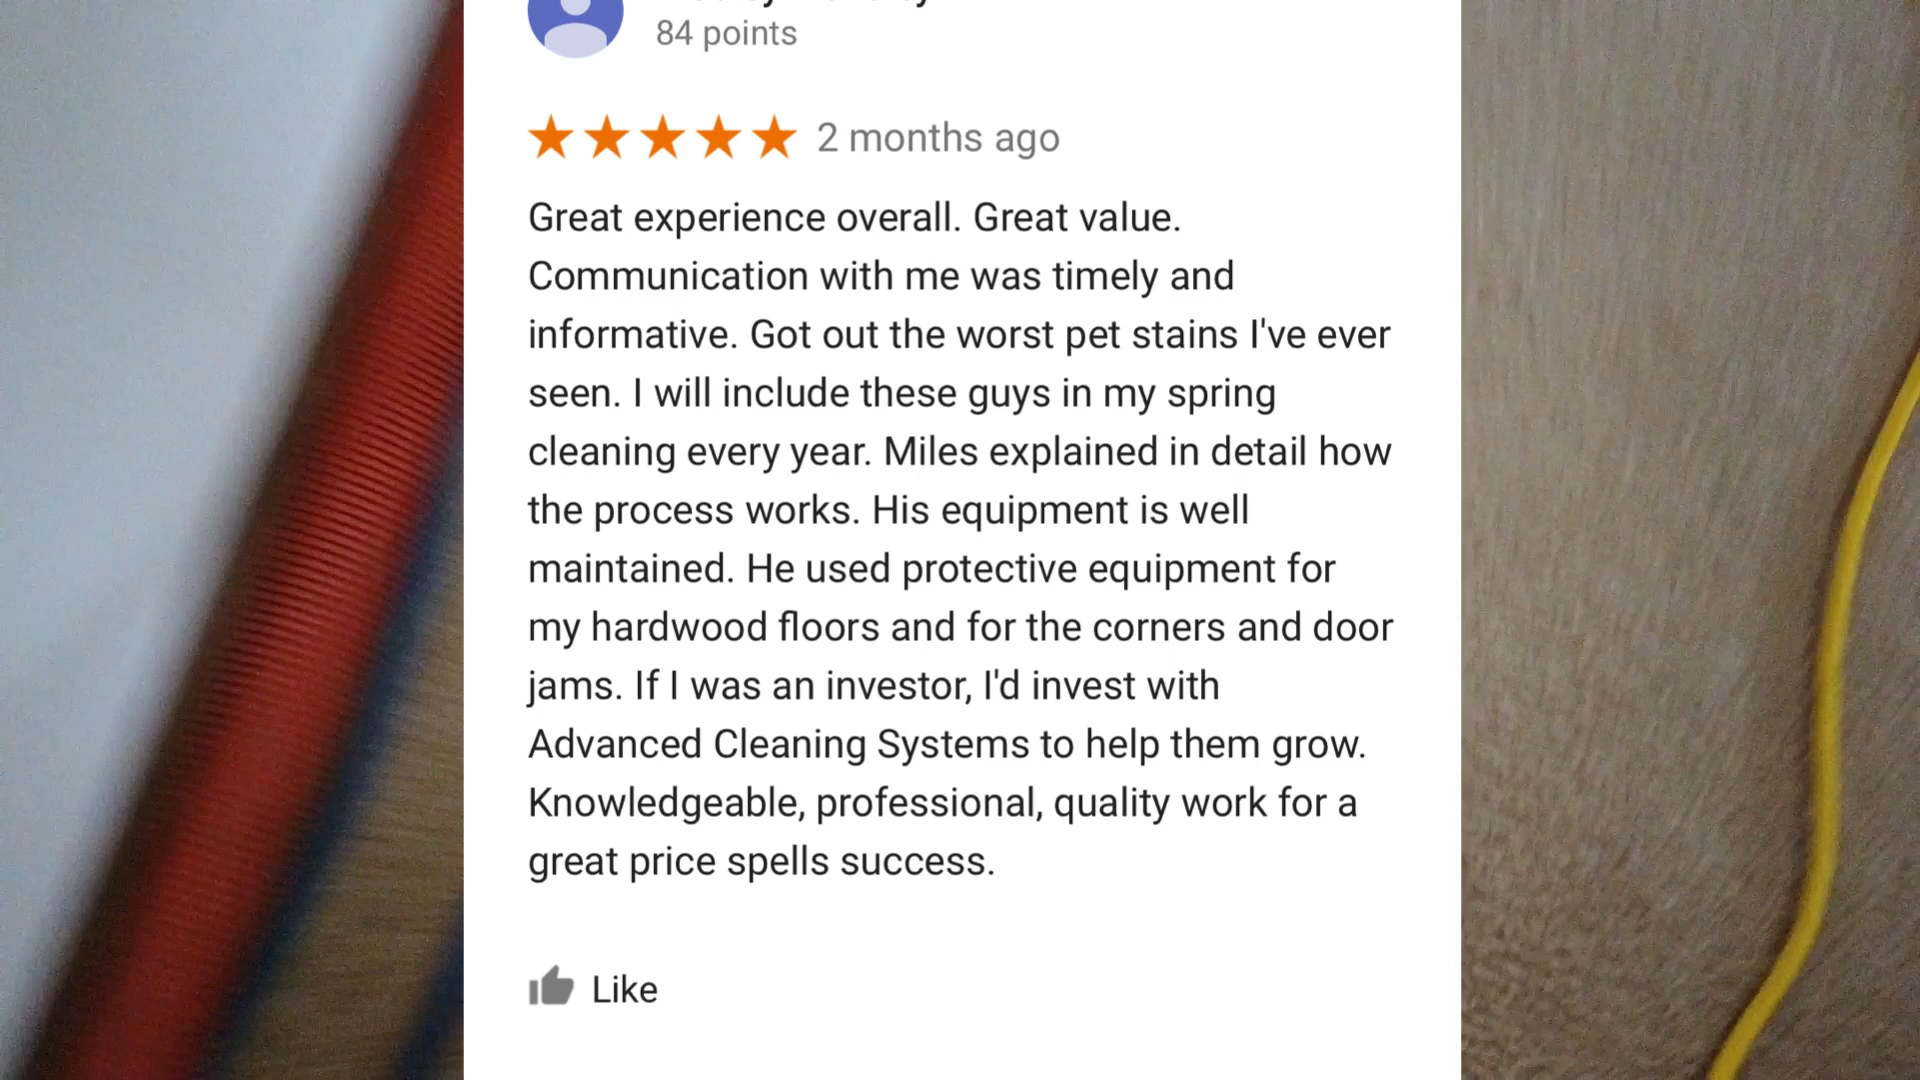 84 points
2 months ago
Great experience overall. Great value.
Communication with me was timely and
informative. Got out the worst pet stains I've ever
seen. I will include these guys in my spring
cleaning every year. Miles explained in detail how
the process works. His equipment is well
maintained. He used protective equipment for
my hardwood floors and for the corners and door
jams. If I was an investor, I'd invest with
Advanced Cleaning Systems to help them grow.
Knowledgeable, professional, quality work for a
great price spells success.
Like